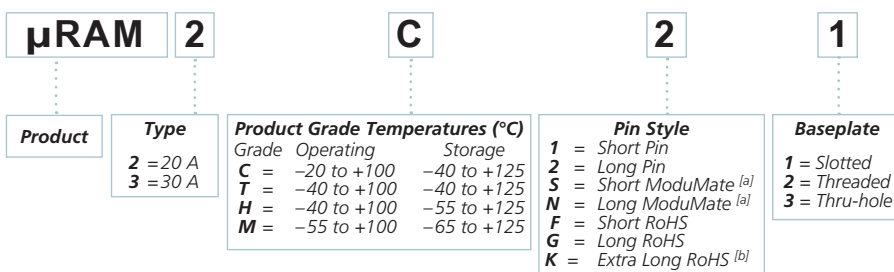 µRAM 2 C 2 1
Product
Type
2 =20 A
3 =30 A
Product Grade Temperatures (°C)
Grade Operating Storage
C = –20 to +100 –40 to +125
T = –40 to +100 –40 to +125
H = –40 to +100 –55 to +125
M = –55 to +100 –65 to +125
Pin Style
1 = Short Pin
2 = Long Pin
S = Short ModuMate [a]
N = Long ModuMate [a]
F = Short RoHS
G = Long RoHS
K = Extra Long RoHS [b]
Baseplate
1 = Slotted
2 = Threaded
3 = Thru-hole